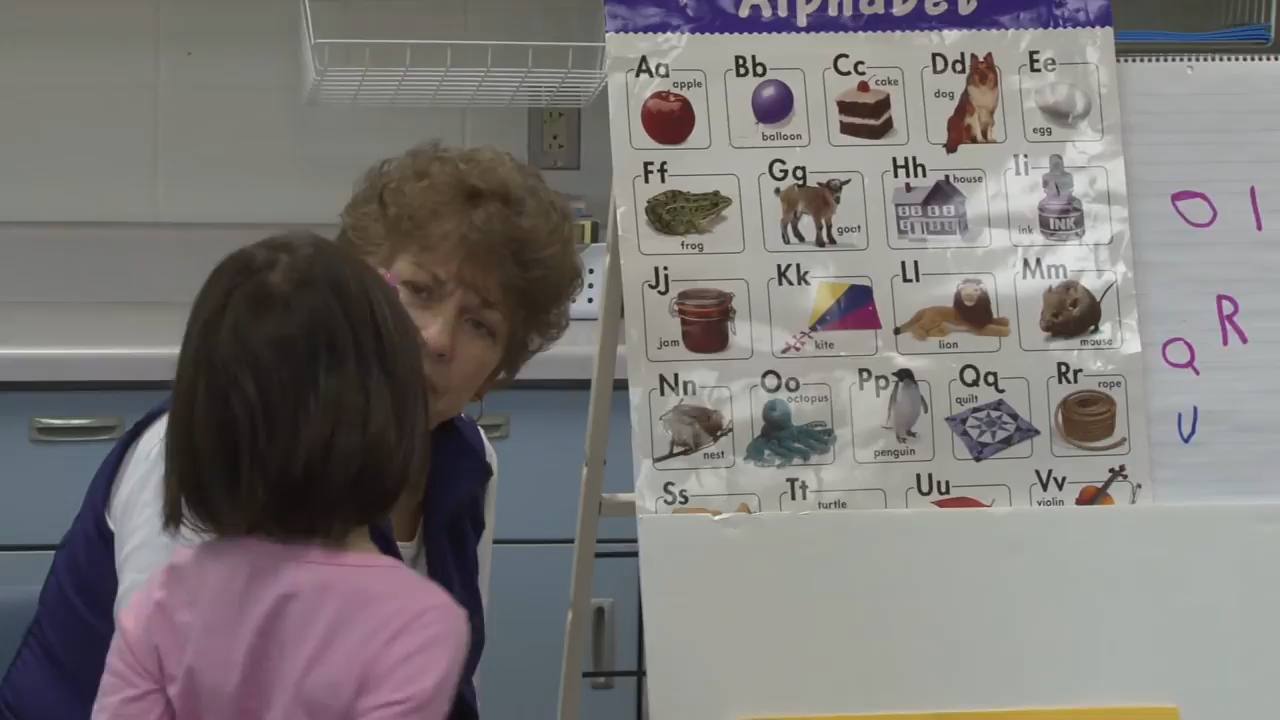 Alphabet
Aa apple Bb balloon Cc cake Dd dog Ee egg
Ff frog Gg goat Hh house Ii ink INK
Jj jam Kk kite Ll lion Mm mouse
Nn nest Oo octopus Pp penguin Qq quilt Rr rope
Ss Tt turtle Uu Vv violin
O I
R
Q
U